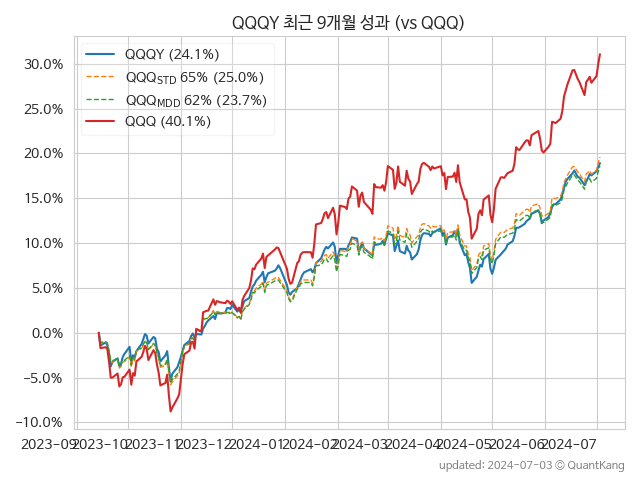 QQQY 최근 9개월 성과 (vs QQQ)
QQQY (24.1%)
QQQSTD 65% (25.0%)
QQQMDD 62% (23.7%)
QQQ (40.1%)
30.0%
25.0%
20.0%
15.0%
10.0%
5.0%
0.0%
−5.0%
−10.0%
2023-09 2023-10 2023-11 2023-12 2024-01 2024-02 2024-03 2024-04 2024-05 2024-06 2024-07
updated: 2024-07-03 © QuantKang